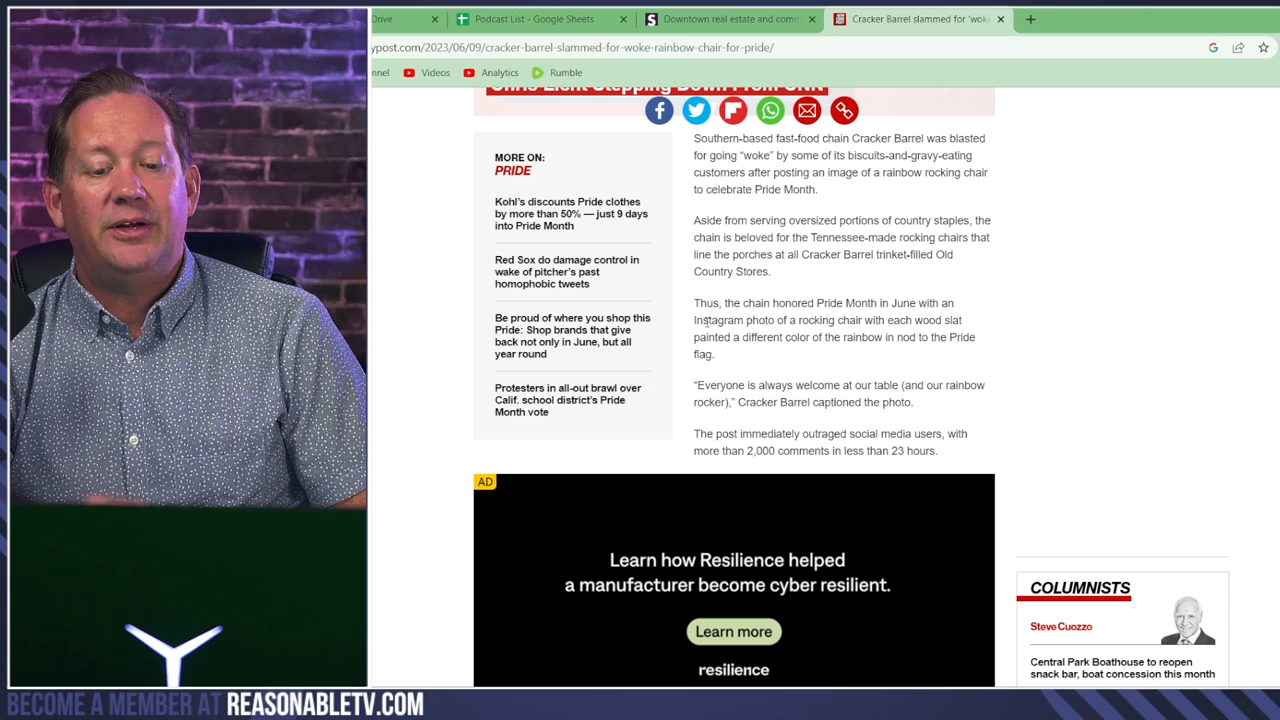 Drive
Podcast List - Google Sheets
Downtown real estate and comm
Cracker Barrel slammed for 'wok
ypost.com/2023/06/09/cracker-barrel-slammed-for-woke-rainbow-chair-for-pride/
nnel
Videos
Analytics
Rumble
Chris Licht Stepping Down From CNN
MORE ON:
PRIDE
Kohl's discounts Pride clothes
by more than 50% — just 9 days
into Pride Month
Red Sox do damage control in
wake of pitcher's past
homophobic tweets
Be proud of where you shop this
Pride: Shop brands that give
back not only in June, but all
year round
Protesters in all-out brawl over
Calif. school district's Pride
Month vote
Southern-based fast-food chain Cracker Barrel was blasted
for going “woke” by some of its biscuits-and-gravy-eating
customers after posting an image of a rainbow rocking chair
to celebrate Pride Month.
Aside from serving oversized portions of country staples, the
chain is beloved for the Tennessee-made rocking chairs that
line the porches at all Cracker Barrel trinket-filled Old
Country Stores.
Thus, the chain honored Pride Month in June with an
Instagram photo of a rocking chair with each wood slat
painted a different color of the rainbow in nod to the Pride
flag.
“Everyone is always welcome at our table (and our rainbow
rocker),” Cracker Barrel captioned the photo.
The post immediately outraged social media users, with
more than 2,000 comments in less than 23 hours.
AD
Learn how Resilience helped
a manufacturer become cyber resilient.
Learn more
resilience
COLUMNISTS
Steve Cuozzo
Central Park Boathouse to reopen
snack bar, boat concession this month
BECOME A MEMBER AT REASONABLETV.COM